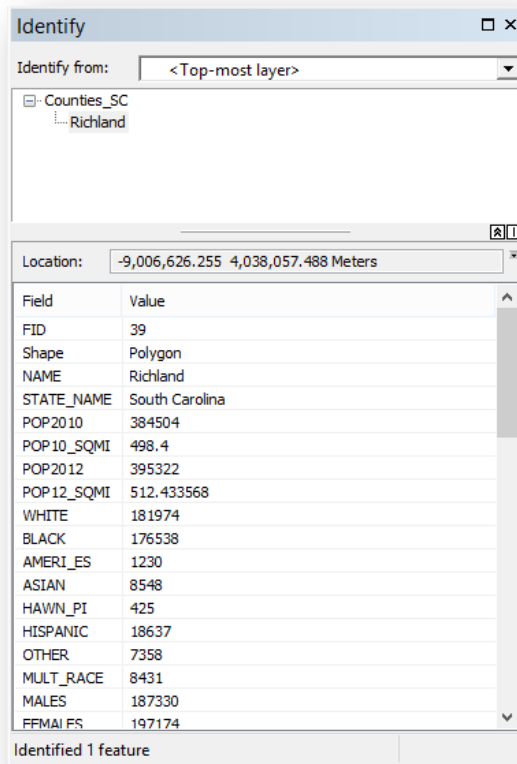 Identify
Identify from: <Top-most layer>
Counties_SC
Richland
Location: -9,006,626.255 4,038,057.488 Meters
Field Value
FID 39
Shape Polygon
NAME Richland
STATE_NAME South Carolina
POP2010 384504
POP10_SQMI 498.4
POP2012 395322
POP12_SQMI 512.433568
WHITE 181974
BLACK 176538
AMERI_ES 1230
ASIAN 8548
HAWN_PI 425
HISPANIC 18637
OTHER 7358
MULT_RACE 8431
MALES 187330
FEMALES 197174
Identified 1 feature